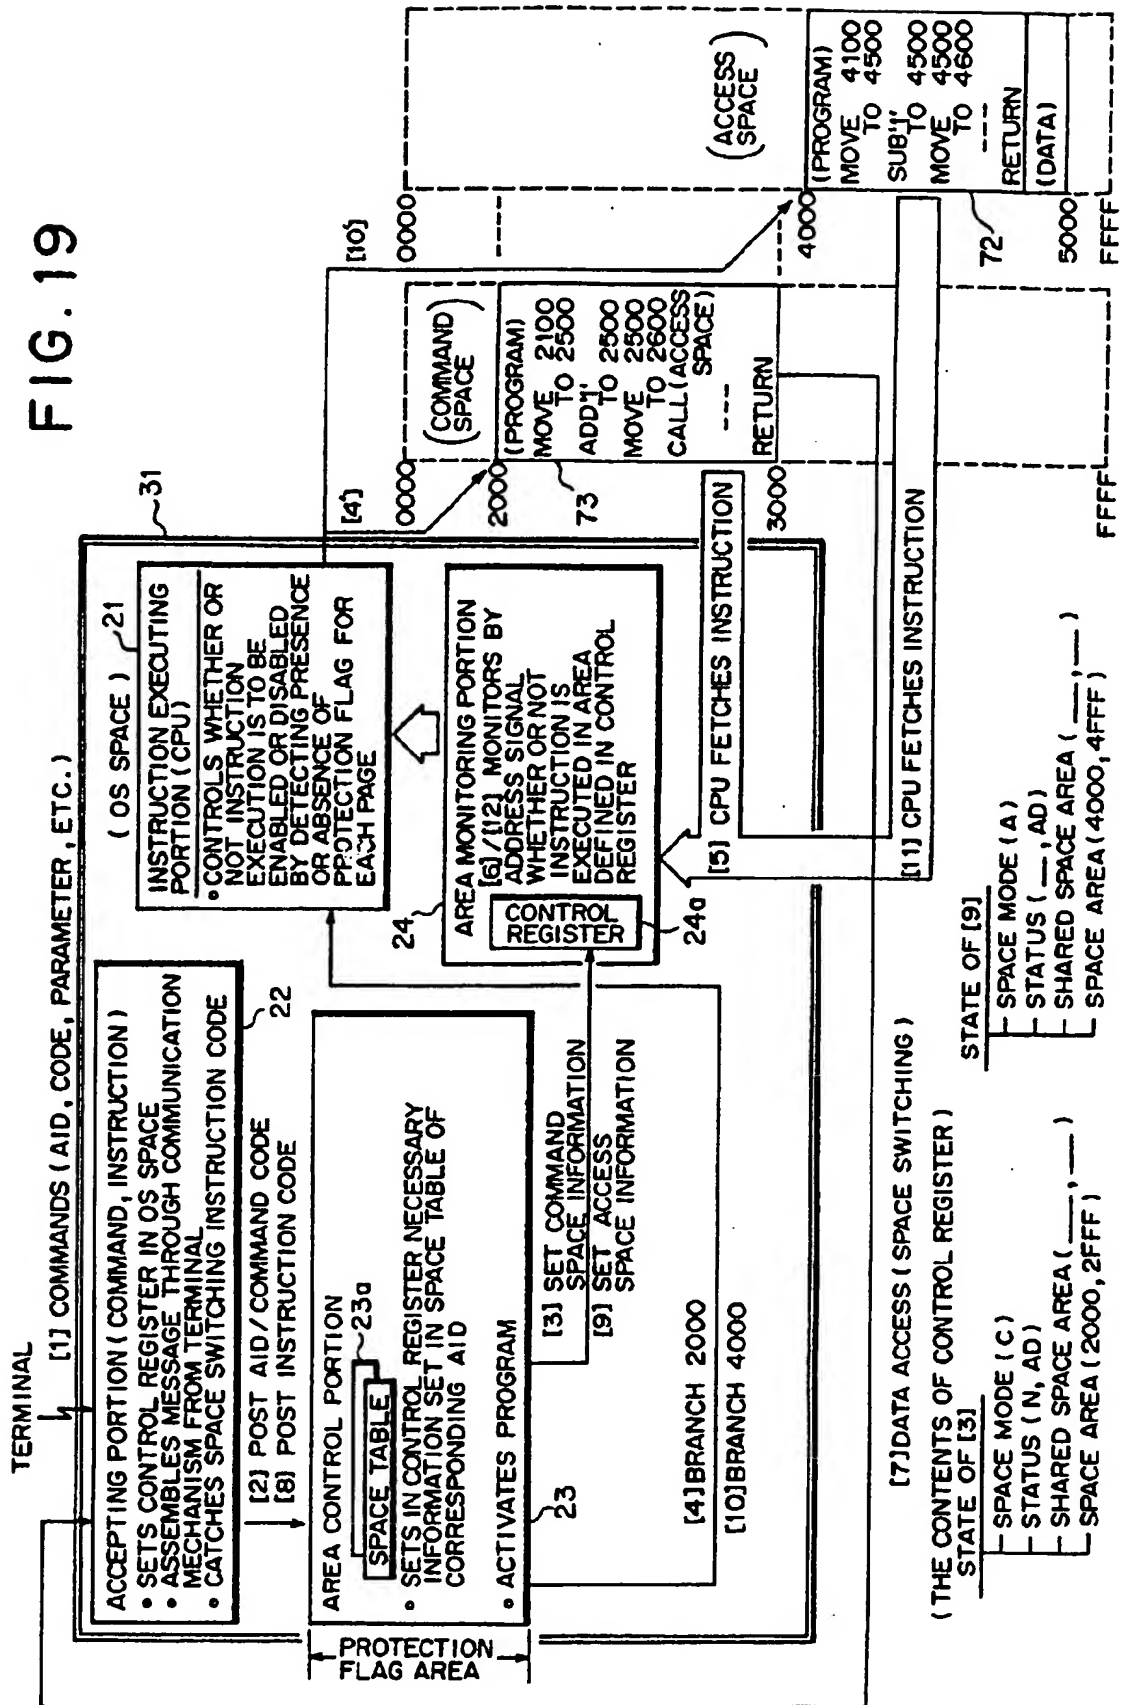 FIG. 19
TERMINAL
[1] COMMANDS (AID, CODE, PARAMETER, ETC.)
ACCEPTING PORTION (COMMAND, INSTRUCTION)
• SETS CONTROL REGISTER IN OS SPACE
• ASSEMBLES MESSAGE THROUGH COMMUNICATION
MECHANISM FROM TERMINAL
• CATCHES SPACE SWITCHING INSTRUCTION CODE
22
[2] POST AID/COMMAND CODE
[8] POST INSTRUCTION CODE
PROTECTION
FLAG AREA
AREA CONTROL PORTION
SPACE TABLE
23a
• SETS IN CONTROL REGISTER NECESSARY
INFORMATION SET IN SPACE TABLE OF
CORRESPONDING AID
• ACTIVATES PROGRAM
23
[3] SET COMMAND
SPACE INFORMATION
[9] SET ACCESS
SPACE INFORMATION
[4] BRANCH 2000
[10] BRANCH 4000
(OS SPACE)
21
31
INSTRUCTION EXECUTING
PORTION (CPU)
• CONTROLS WHETHER OR
NOT INSTRUCTION
EXECUTION IS TO BE
ENABLED OR DISABLED
BY DETECTING PRESENCE
OR ABSENCE OF
PROTECTION FLAG FOR
EACH PAGE
24
AREA MONITORING PORTION
[6]/[12] MONITORS BY
ADDRESS SIGNAL
WHETHER OR NOT
INSTRUCTION IS
EXECUTED IN AREA
DEFINED IN CONTROL
REGISTER
CONTROL
REGISTER
24a
[5] CPU FETCHES INSTRUCTION
[11] CPU FETCHES INSTRUCTION
[4']
0000
(COMMAND
SPACE)
2000
(PROGRAM)
MOVE 2100
TO 2500
ADD'1'
TO 2500
MOVE 2500
TO 2600
CALL (ACCESS
SPACE)
---
RETURN
73
3000
FFFF
[10']
0000
(ACCESS
SPACE)
4000
(PROGRAM)
MOVE 4100
TO 4500
SUB'1'
TO 4500
MOVE 4500
TO 4600
---
RETURN
(DATA)
72
5000
FFFF
[7] DATA ACCESS (SPACE SWITCHING)
(THE CONTENTS OF CONTROL REGISTER)
STATE OF [3]
SPACE MODE (C)
STATUS (N, AD)
SHARED SPACE AREA (__,__)
SPACE AREA (2000, 2FFF)
STATE OF [9]
SPACE MODE (A)
STATUS (__, AD)
SHARED SPACE AREA (__,__)
SPACE AREA (4000, 4FFF)